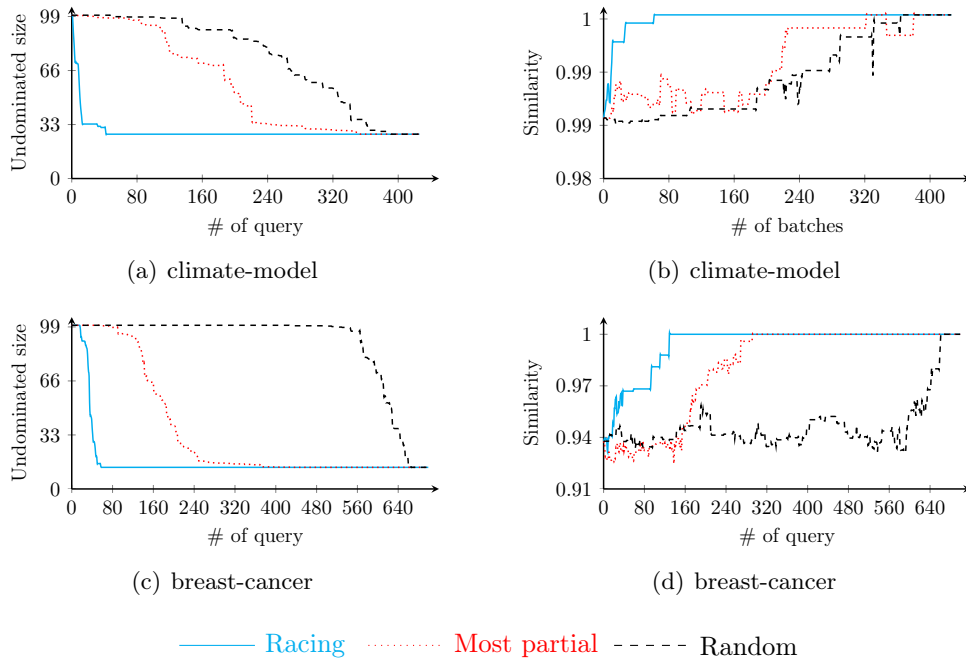 99
66
33
0
Undominated size
0 80 160 240 320 400
# of query
(a) climate-model
1
0.99
0.99
0.98
Similarity
0 80 160 240 320 400
# of batches
(b) climate-model
99
66
33
0
Undominated size
0 80 160 240 320 400 480 560 640
# of query
(c) breast-cancer
1
0.97
0.94
0.91
Similarity
0 80 160 240 320 400 480 560 640
# of query
(d) breast-cancer
Racing Most partial Random